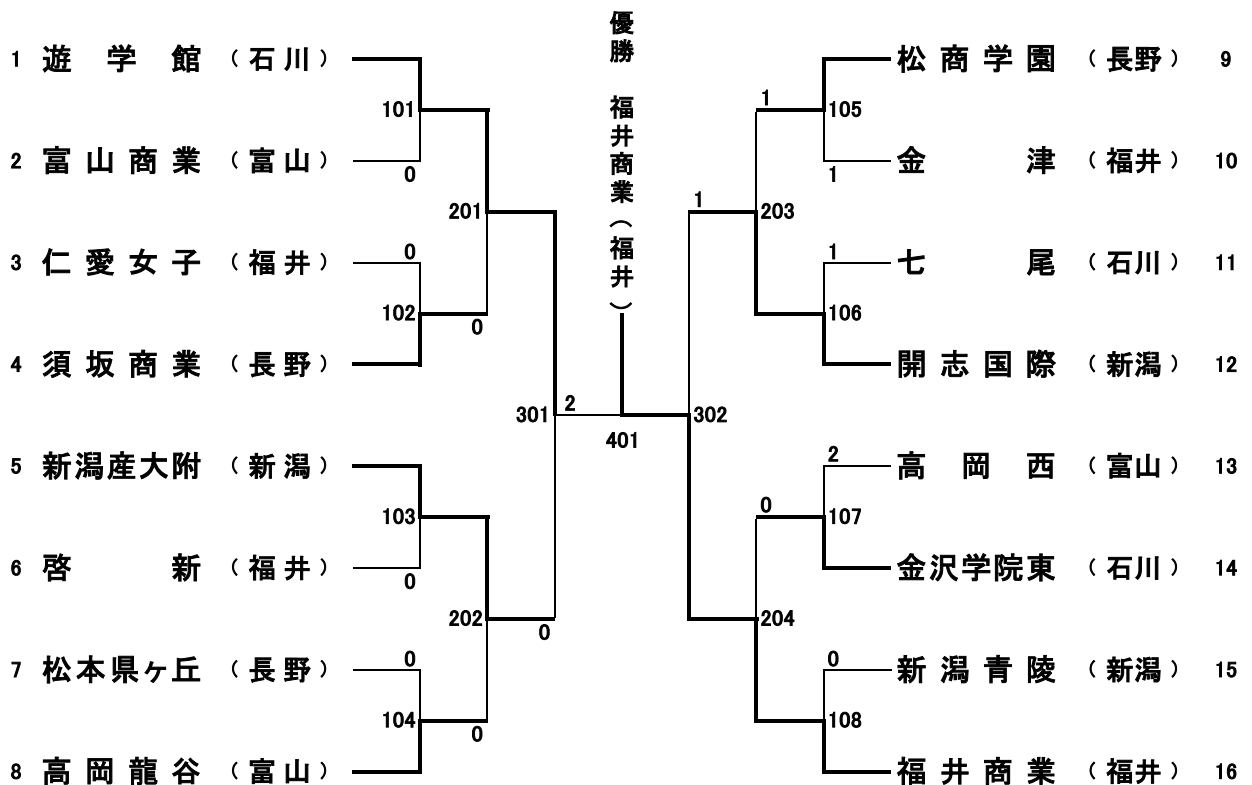 優勝 福井商業(福井)
1 遊学館 (石川)
101
2 富山商業 (富山)
0
201
3 仁愛女子 (福井)
0
102
0
4 須坂商業 (長野)
301
2
401
5 新潟産大附 (新潟)
103
6 啓新 (福井)
0
202
0
7 松本県ヶ丘 (長野)
0
104
0
8 高岡龍谷 (富山)
松商学園 (長野) 9
1
105
金津 (福井) 10
1
1
203
七尾 (石川) 11
1
106
開志国際 (新潟) 12
302
高岡西 (富山) 13
2
0
107
金沢学院東 (石川) 14
204
新潟青陵 (新潟) 15
0
108
福井商業 (福井) 16